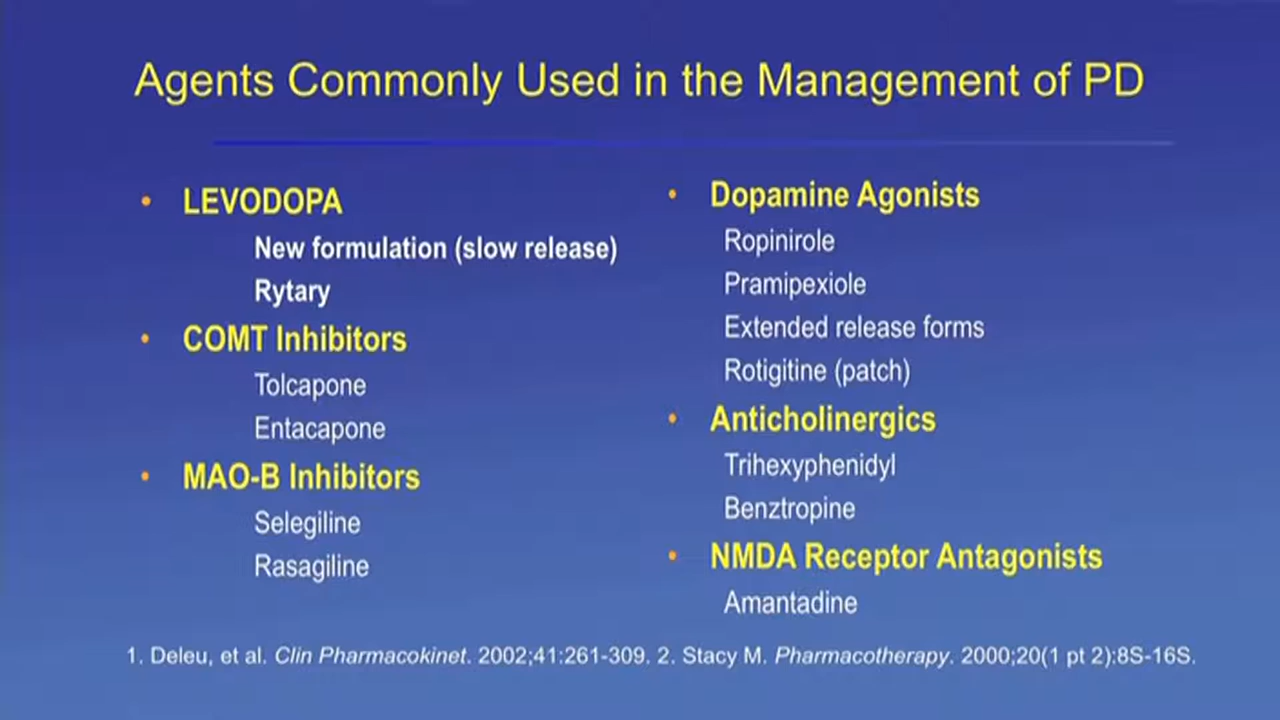 Agents Commonly Used in the Management of PD
• LEVODOPA
New formulation (slow release)
Rytary
• COMT Inhibitors
Tolcapone
Entacapone
• MAO-B Inhibitors
Selegiline
Rasagiline
• Dopamine Agonists
Ropinirole
Pramipexiole
Extended release forms
Rotigitine (patch)
• Anticholinergics
Trihexyphenidyl
Benztropine
• NMDA Receptor Antagonists
Amantadine
1. Deleu, et al. Clin Pharmacokinet. 2002;41:261-309. 2. Stacy M. Pharmacotherapy. 2000;20(1 pt 2):8S-16S.